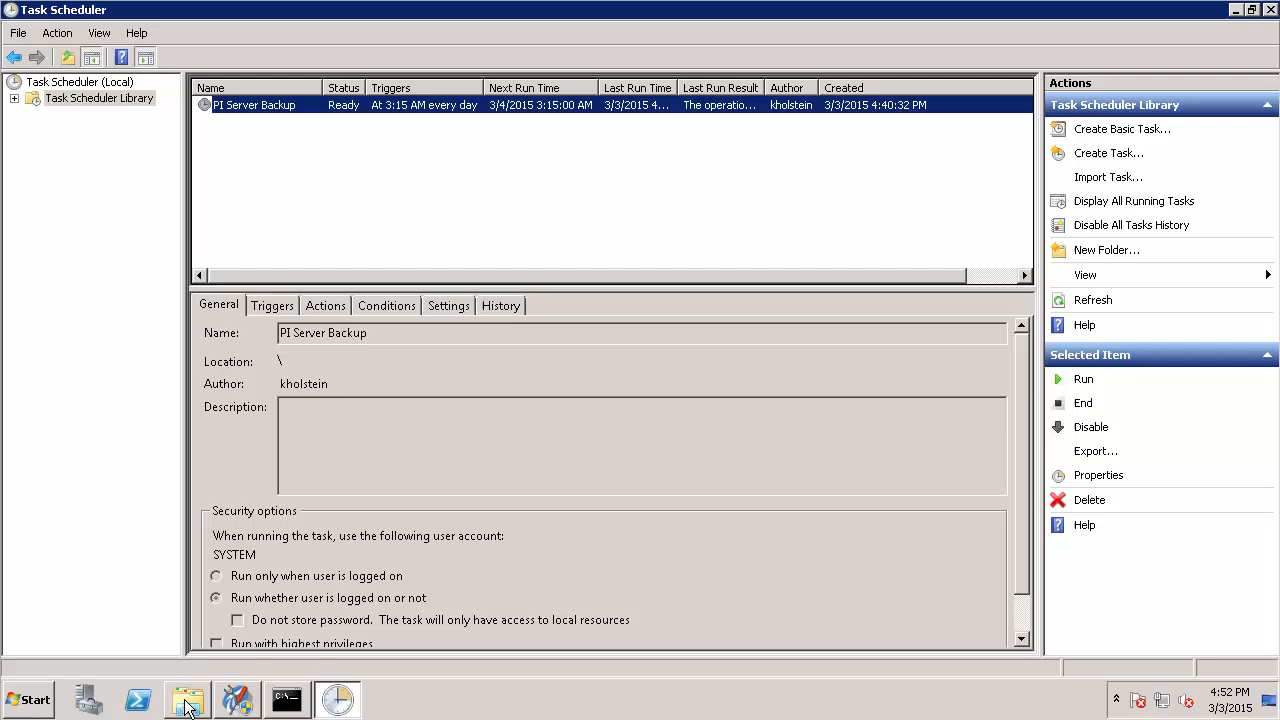 Task Scheduler
File Action View Help
Task Scheduler (Local)
Task Scheduler Library
Name Status Triggers Next Run Time Last Run Time Last Run Result Author Created
PI Server Backup Ready At 3:15 AM every day 3/4/2015 3:15:00 AM 3/3/2015 4... The operatio... kholstein 3/3/2015 4:40:32 PM
General Triggers Actions Conditions Settings History
Name: PI Server Backup
Location: \
Author: kholstein
Description:
Security options
When running the task, use the following user account:
SYSTEM
Run only when user is logged on
Run whether user is logged on or not
Do not store password. The task will only have access to local resources
Run with highest privileges
Actions
Task Scheduler Library
Create Basic Task...
Create Task...
Import Task...
Display All Running Tasks
Disable All Tasks History
New Folder...
View
Refresh
Help
Selected Item
Run
End
Disable
Export...
Properties
Delete
Help
Start
C:\
4:52 PM
3/3/2015